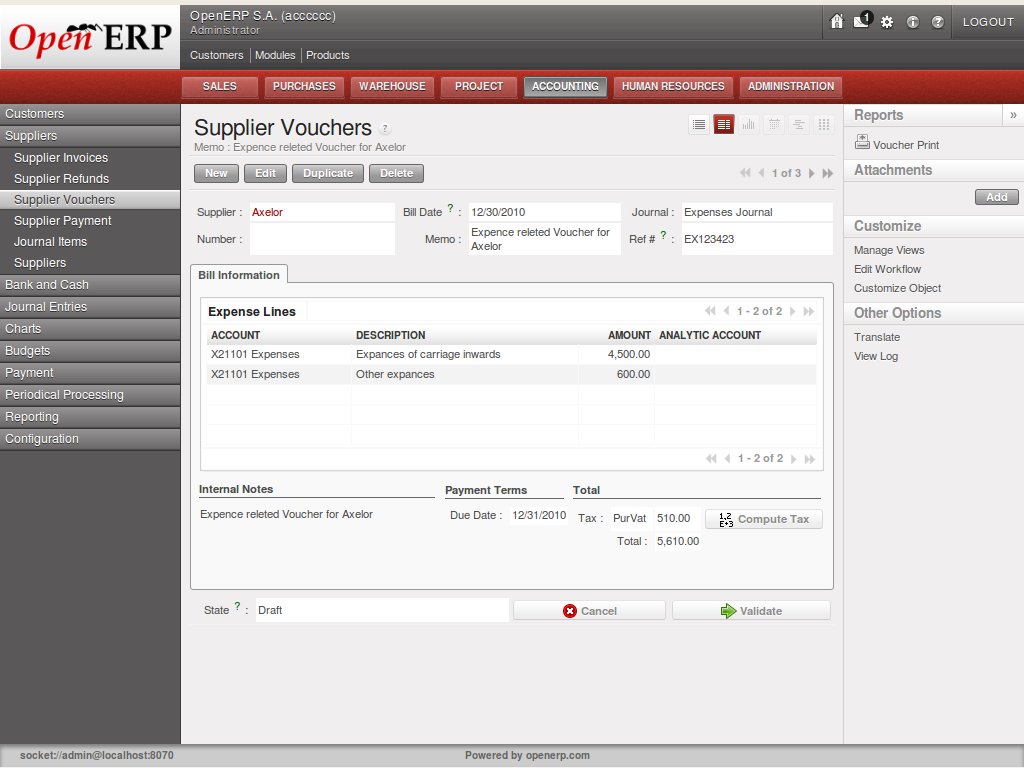 Open ERP
OpenERP S.A. (acccccc)
Administrator
1
LOGOUT
Customers
Modules
Products
SALES
PURCHASES
WAREHOUSE
PROJECT
ACCOUNTING
HUMAN RESOURCES
ADMINISTRATION
Customers
Suppliers
Supplier Invoices
Supplier Refunds
Supplier Vouchers
Supplier Payment
Journal Items
Suppliers
Bank and Cash
Journal Entries
Charts
Budgets
Payment
Periodical Processing
Reporting
Configuration
Supplier Vouchers ?
Memo : Expence releted Voucher for Axelor
New
Edit
Duplicate
Delete
1 of 3
Supplier : Axelor
Bill Date ? : 12/30/2010
Journal : Expenses Journal
Number :
Memo : Expence releted Voucher for
Axelor
Ref # ? : EX123423
Bill Information
Expense Lines
1 - 2 of 2
ACCOUNT DESCRIPTION AMOUNT ANALYTIC ACCOUNT
X21101 Expenses Expances of carriage inwards 4,500.00
X21101 Expenses Other expances 600.00
1 - 2 of 2
Internal Notes
Expence releted Voucher for Axelor
Payment Terms
Due Date : 12/31/2010
Total
Tax : PurVat 510.00
1,2
E+3
Compute Tax
Total : 5,610.00
State ? : Draft
Cancel
Validate
Reports »
Voucher Print
Attachments
Add
Customize
Manage Views
Edit Workflow
Customize Object
Other Options
Translate
View Log
socket://admin@localhost:8070
Powered by openerp.com